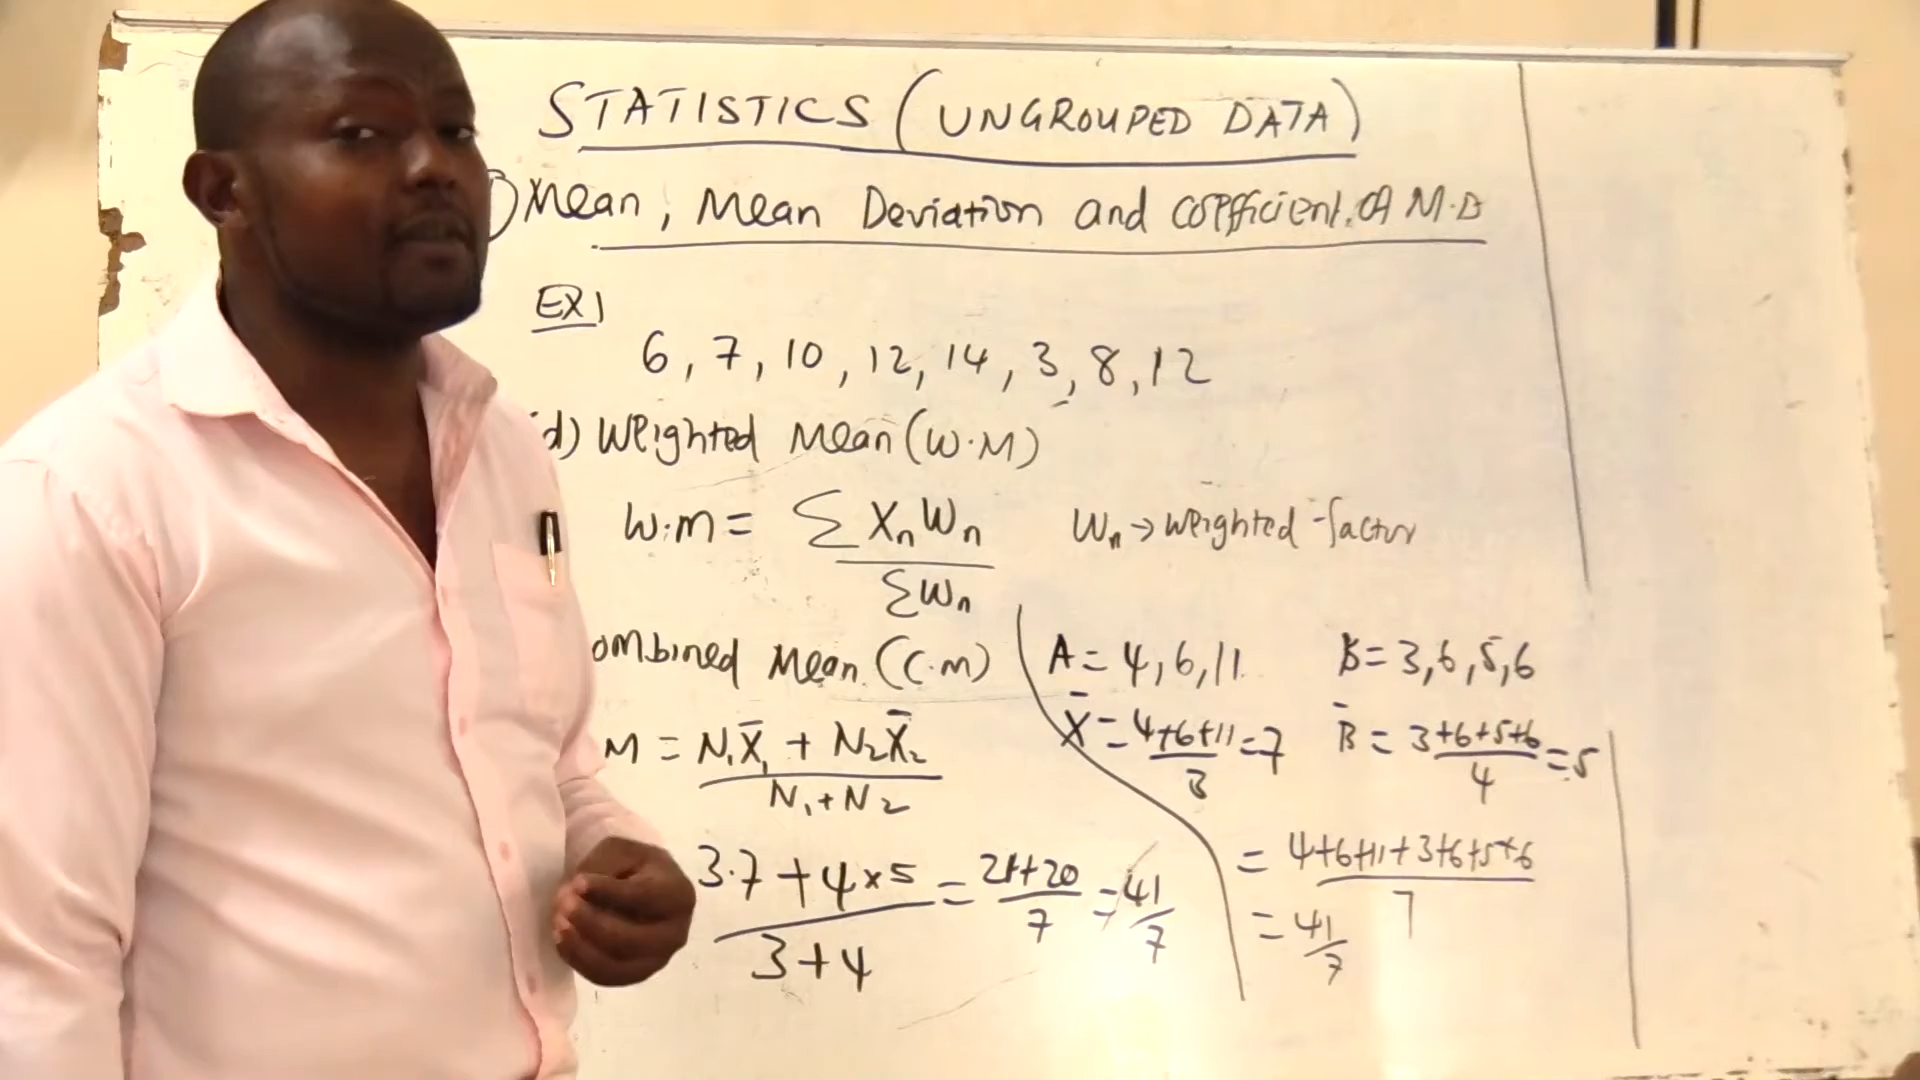 STATISTICS (UNGROUPED DATA)
) Mean, Mean Deviation and coefficient of M.D
EX1
6, 7, 10, 12, 14, 3, 8, 12
d) Weighted Mean (W.M)
W.m = ΣXnWn / ΣWn
Wn → weighted factor
ombined Mean (C.m)
M = N₁X̄₁ + N₂X̄₂ / N₁+N₂
3.7 + 4×5 / 3+4 = 21+20 / 7 = 41/7
A = 4, 6, 11
X̄ = 4+6+11 / 3 = 7
B = 3, 6, 5, 6
B̄ = 3+6+5+6 / 4 = 5
= 4+6+11+3+6+5+6 / 7
= 41/7